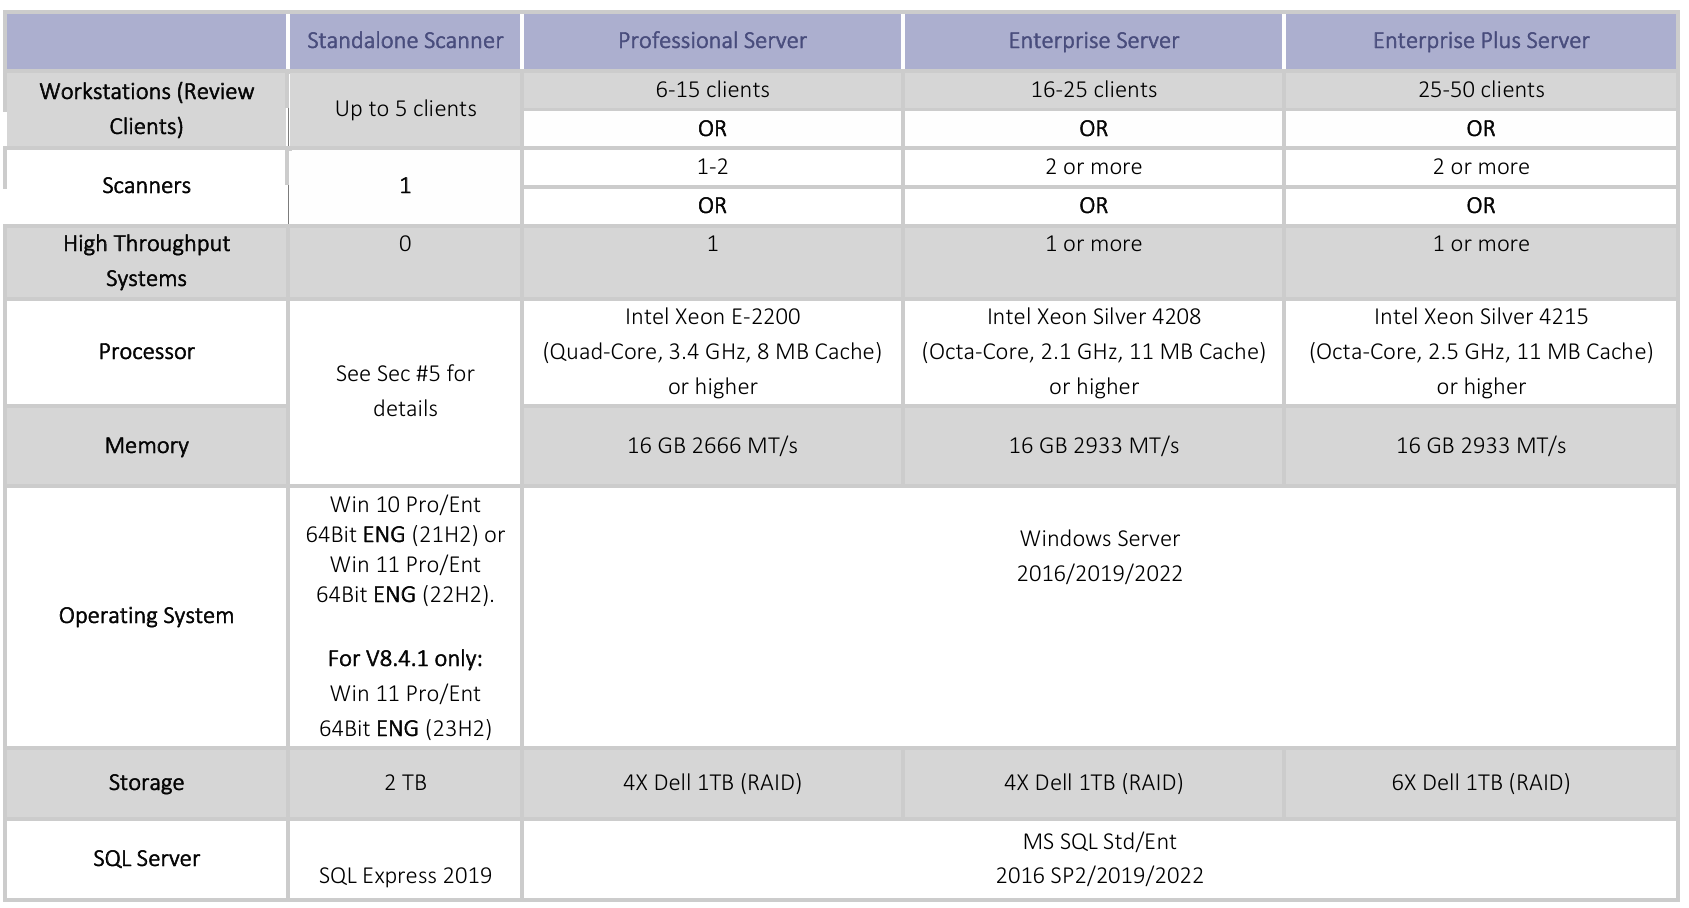 Standalone Scanner Professional Server Enterprise Server Enterprise Plus Server
Workstations (Review
Clients)
Up to 5 clients
6-15 clients 16-25 clients 25-50 clients
OR OR OR
Scanners
1
1-2 2 or more 2 or more
OR OR OR
High Throughput
Systems
0 1 1 or more 1 or more
Processor
See Sec #5 for
details
Intel Xeon E-2200
(Quad-Core, 3.4 GHz, 8 MB Cache)
or higher
Intel Xeon Silver 4208
(Octa-Core, 2.1 GHz, 11 MB Cache)
or higher
Intel Xeon Silver 4215
(Octa-Core, 2.5 GHz, 11 MB Cache)
or higher
Memory
16 GB 2666 MT/s 16 GB 2933 MT/s 16 GB 2933 MT/s
Operating System
Win 10 Pro/Ent
64Bit ENG (21H2) or
Win 11 Pro/Ent
64Bit ENG (22H2).
For V8.4.1 only:
Win 11 Pro/Ent
64Bit ENG (23H2)
Windows Server
2016/2019/2022
Storage
2 TB 4X Dell 1TB (RAID) 4X Dell 1TB (RAID) 6X Dell 1TB (RAID)
SQL Server
SQL Express 2019
MS SQL Std/Ent
2016 SP2/2019/2022